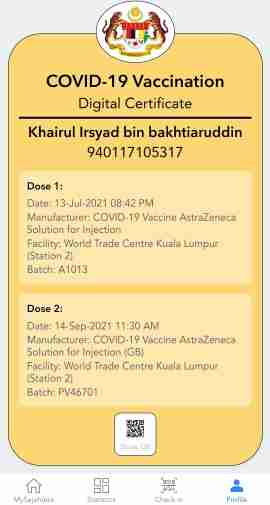 COVID-19 Vaccination
Digital Certificate
Khairul Irsyad bin bakhtiaruddin
940117105317
Dose 1:
Date: 13-Jul-2021 08:42 PM
Manufacturer: COVID-19 Vaccine AstraZeneca
Solution for Injection
Facility: World Trade Centre Kuala Lumpur
(Station 2)
Batch: A1013
Dose 2:
Date: 14-Sep-2021 11:30 AM
Manufacturer: COVID-19 Vaccine AstraZeneca
Solution for Injection (GB)
Facility: World Trade Centre Kuala Lumpur
(Station 2)
Batch: PV46701
Show QR
MySejahtera
Statistics
Check-in
Profile